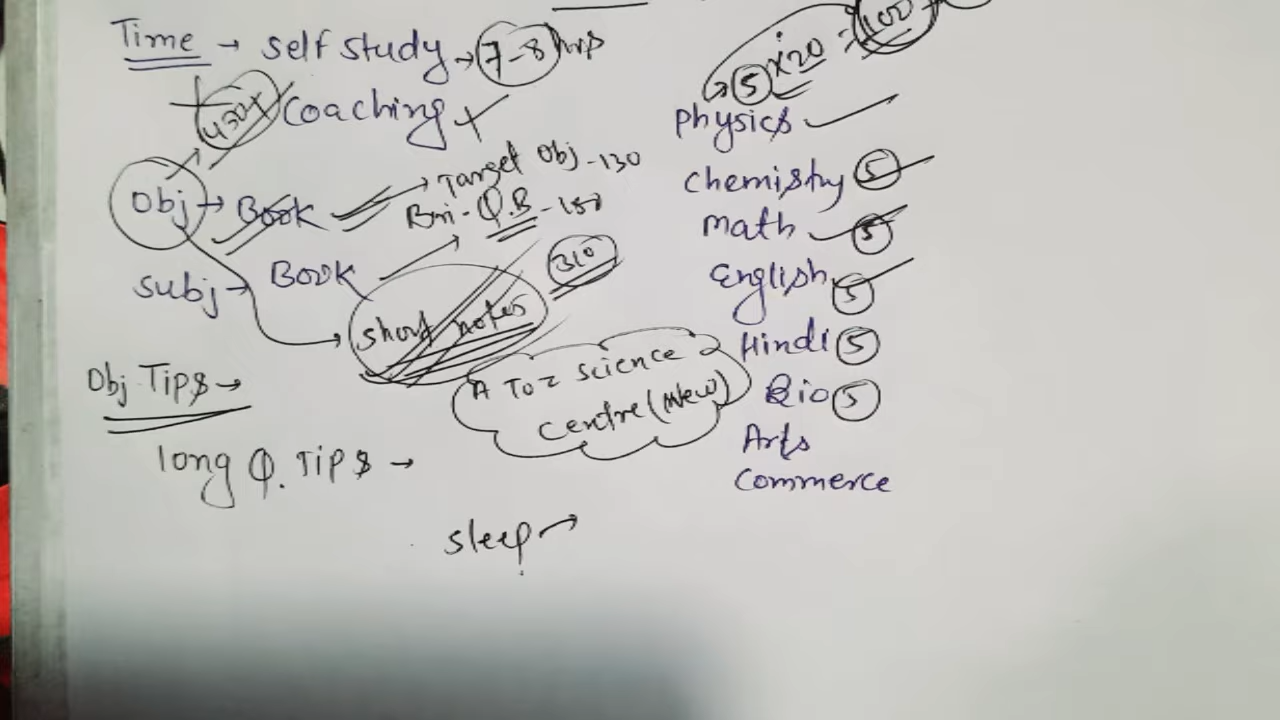 Time → self study → 7-8 hrs
Coaching ×
Obj → Book → Target Obj - 130
Q.B - 150
Subj → Book
310
short notes
Obj Tips →
A To Z Science
Centre (New)
long Q. Tips →
sleep →
5 × 20 = 100
Physics
Chemistry 5
Math 5
English 5
Hindi 5
Bio 5
Arts
Commerce